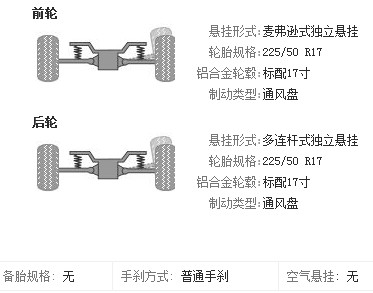 前轮
悬挂形式:麦弗逊式独立悬挂
轮胎规格:225/50 R17
铝合金轮毂:标配17寸
制动类型:通风盘
后轮
悬挂形式:多连杆式独立悬挂
轮胎规格:225/50 R17
铝合金轮毂:标配17寸
制动类型:通风盘
备胎规格: 无
手刹方式: 普通手刹
空气悬挂: 无